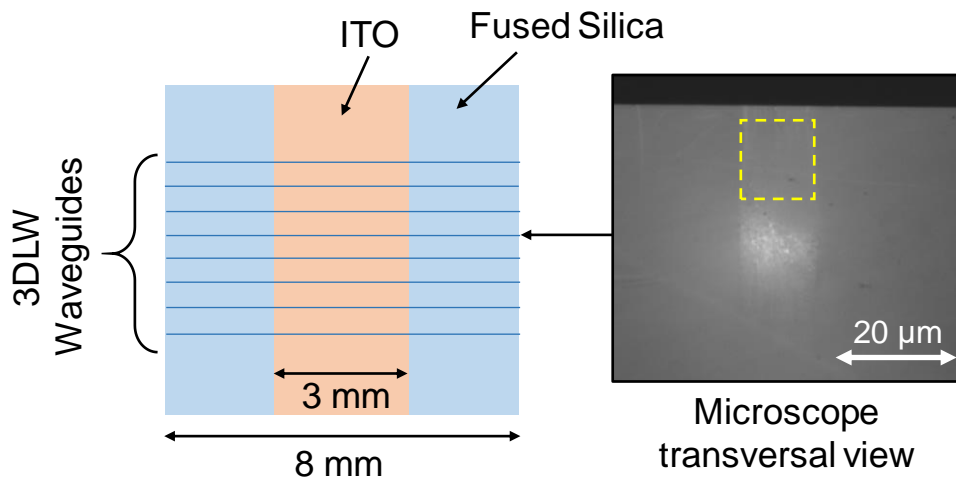 ITO
Fused Silica
3DLW
Waveguides
3 mm
8 mm
20 µm
Microscope
transversal view